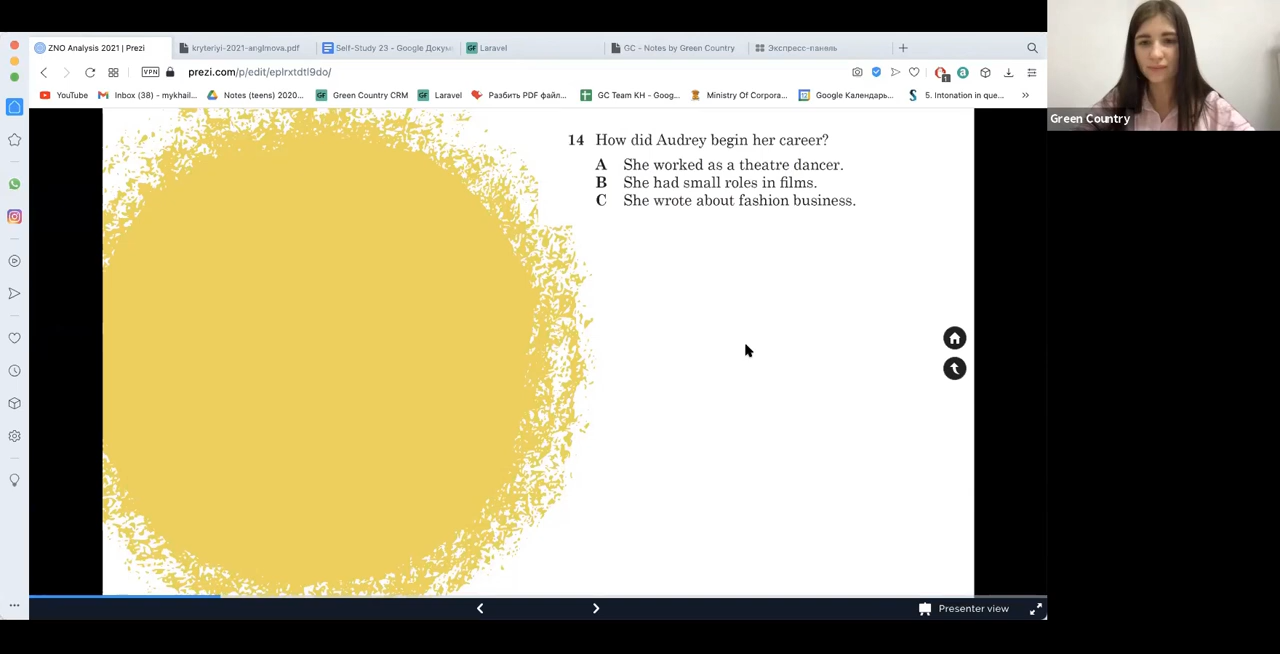 ZNO Analysis 2021 | Prezi
kryteriyi-2021-anglmova.pdf
Self-Study 23 - Google Докум
Laravel
GC - Notes by Green Country
Экспресс-панель
VPN
prezi.com/p/edit/eplrxtdtl9do/
1
YouTube
Inbox (38) - mykhail...
Notes (teens) 2020...
GF Green Country CRM
GF Laravel
Разбить PDF файл...
GC Team KH - Goog...
Ministry Of Corpora...
Google Календарь...
5. Intonation in que...
Green Country
14 How did Audrey begin her career?
A She worked as a theatre dancer.
B She had small roles in films.
C She wrote about fashion business.
Presenter view